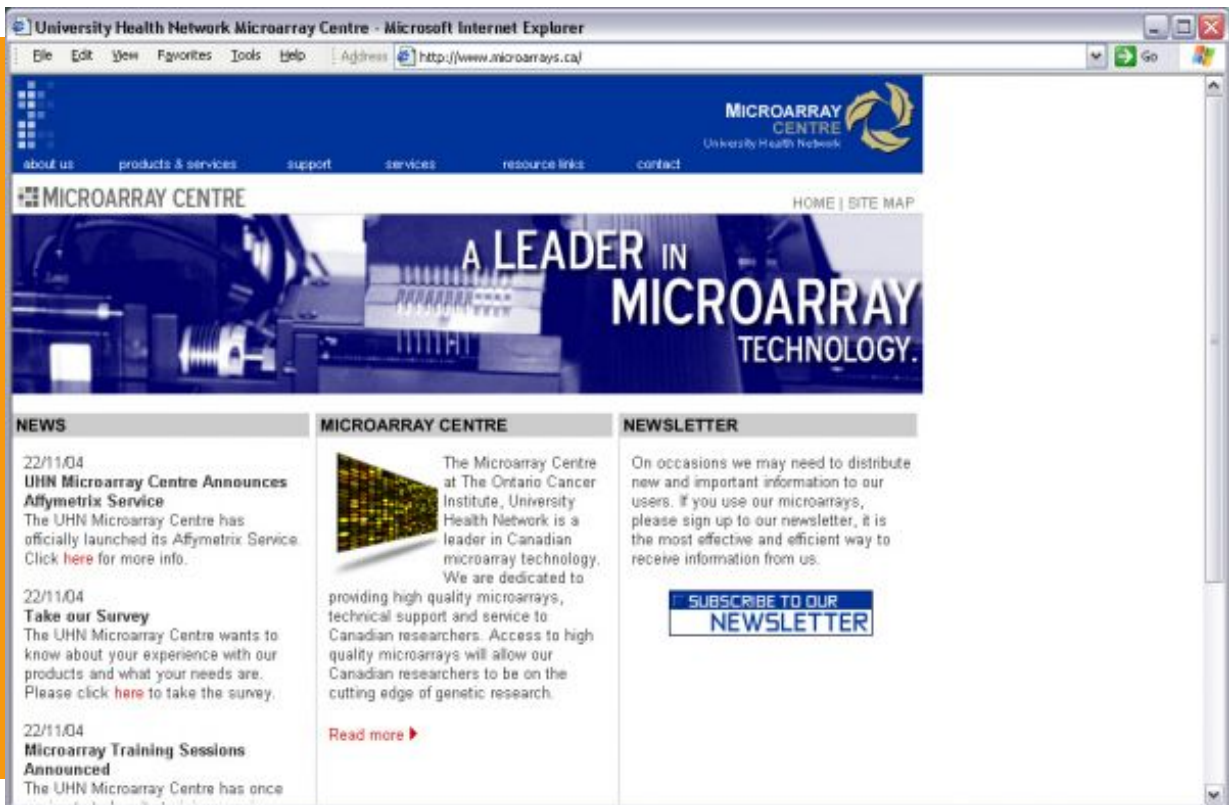 University Health Network Microarray Centre - Microsoft Internet Explorer
File Edit View Favorites Tools Help Address http://www.microarrays.ca/ Go
MICROARRAY
CENTRE
University Health Network
about us products & services support services resource links contact
MICROARRAY CENTRE
HOME | SITE MAP
A LEADER IN
MICROARRAY
TECHNOLOGY.
NEWS
22/11/04
UHN Microarray Centre Announces
Affymetrix Service
The UHN Microarray Centre has
officially launched its Affymetrix Service.
Click here for more info.
22/11/04
Take our Survey
The UHN Microarray Centre wants to
know about your experience with our
products and what your needs are.
Please click here to take the survey.
22/11/04
Microarray Training Sessions
Announced
The UHN Microarray Centre has once
MICROARRAY CENTRE
The Microarray Centre
at The Ontario Cancer
Institute, University
Health Network is a
leader in Canadian
microarray technology.
We are dedicated to
providing high quality microarrays,
technical support and service to
Canadian researchers. Access to high
quality microarrays will allow our
Canadian researchers to be on the
cutting edge of genetic research.
Read more
NEWSLETTER
On occasions we may need to distribute
new and important information to our
users. If you use our microarrays,
please sign up to our newsletter, it is
the most effective and efficient way to
receive information from us.
SUBSCRIBE TO OUR
NEWSLETTER